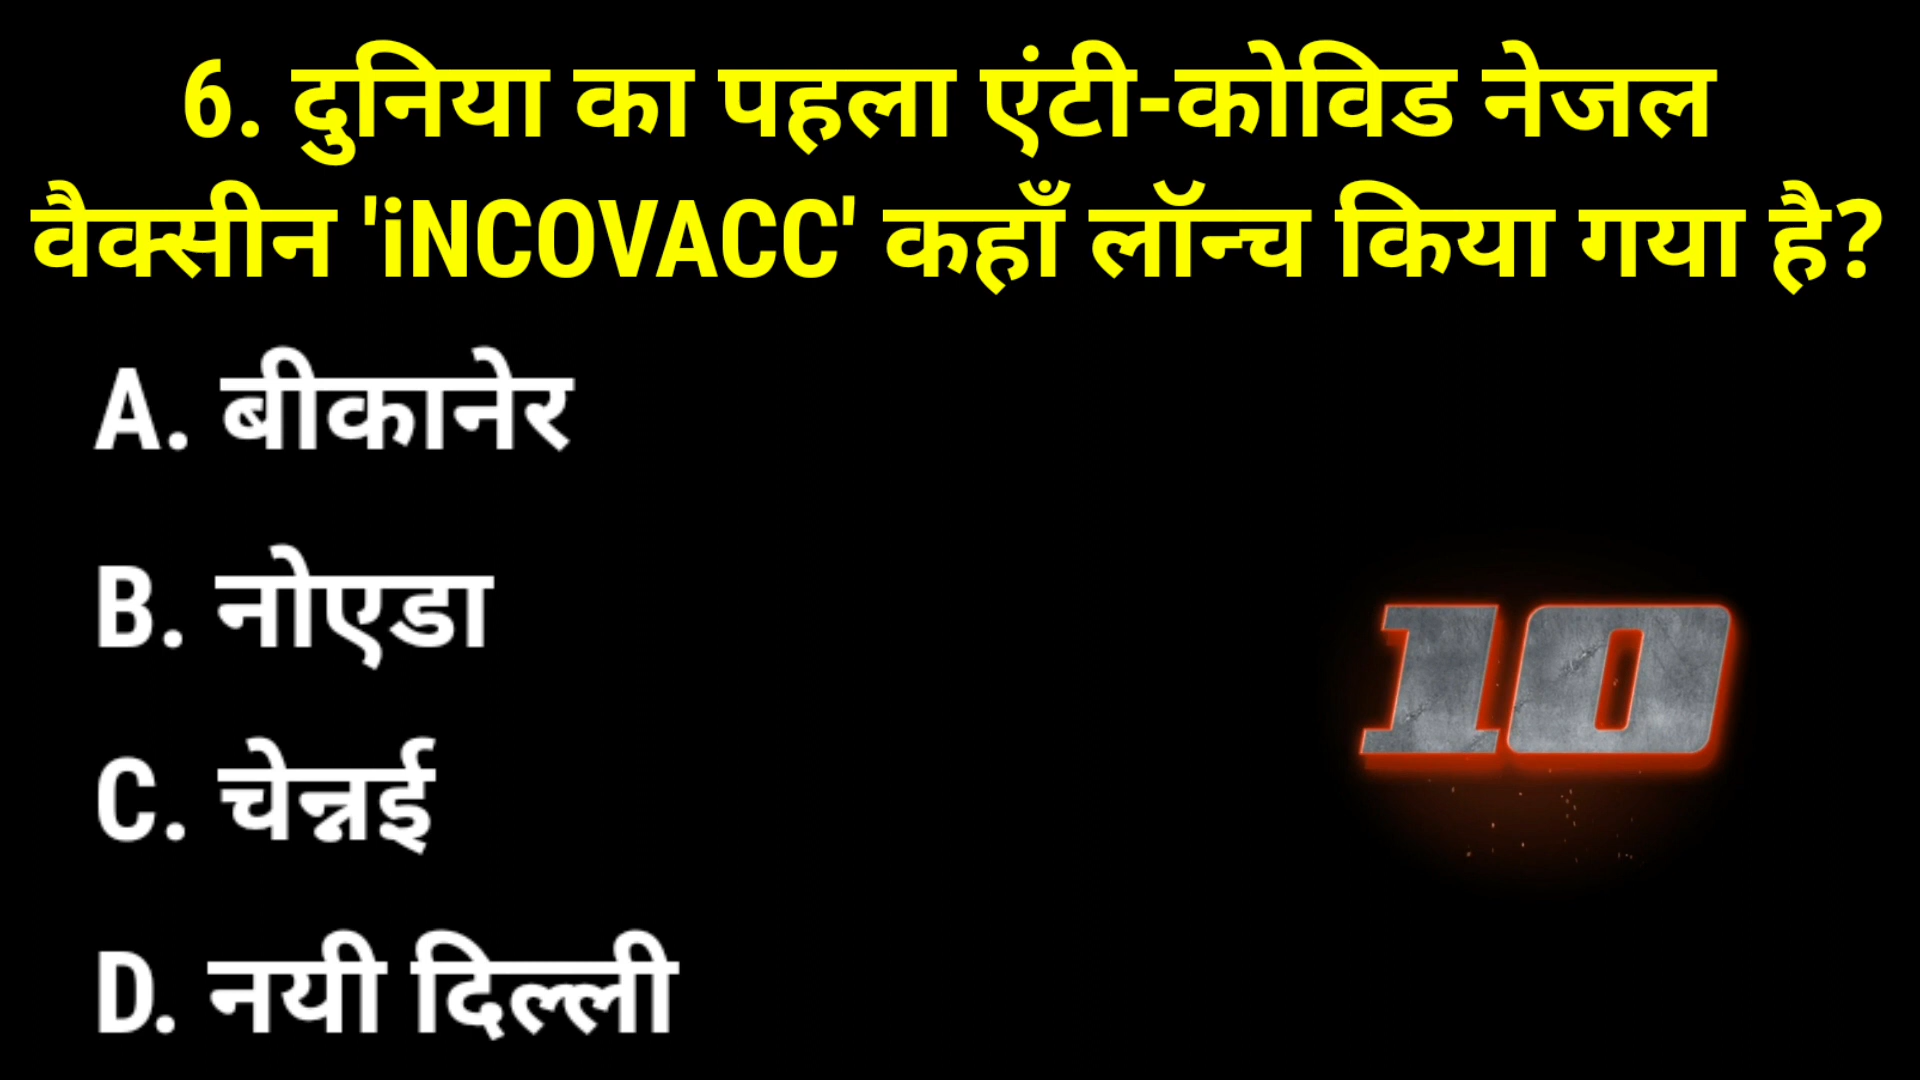 6. दुनिया का पहला एंटी-कोविड नेजल
वैक्सीन 'iNCOVACC' कहाँ लॉन्च किया गया है?
A. बीकानेर
B. नोएडा
C. चेन्नई
D. नयी दिल्ली
10